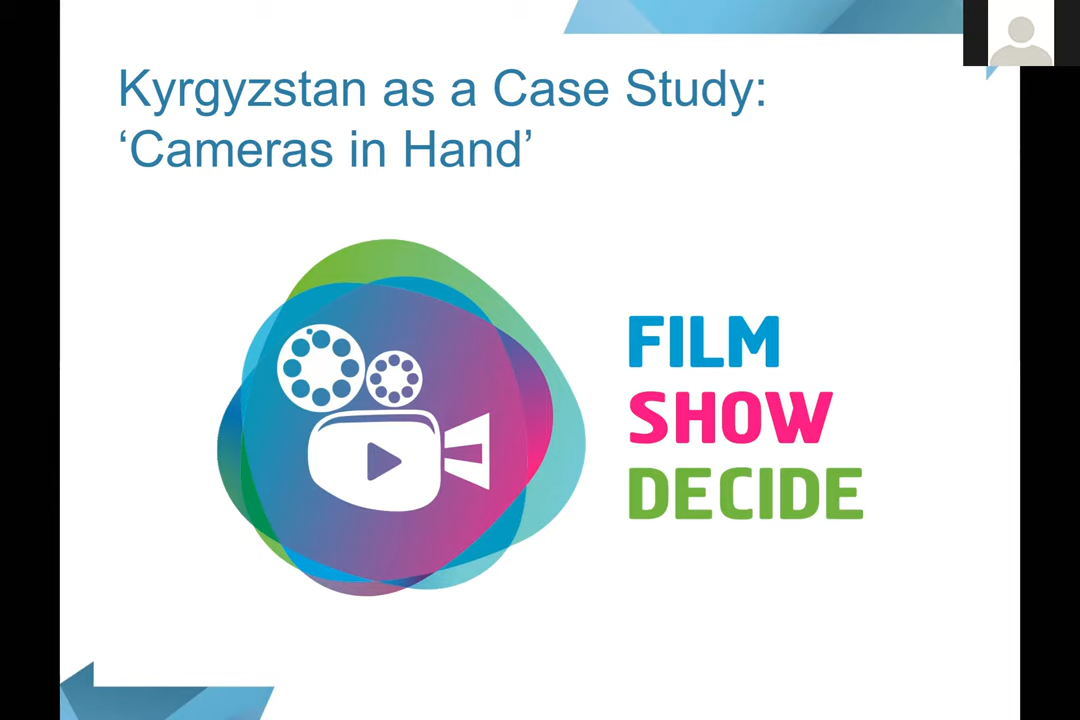 Kyrgyzstan as a Case Study:
‘Cameras in Hand’
FILM
SHOW
DECIDE